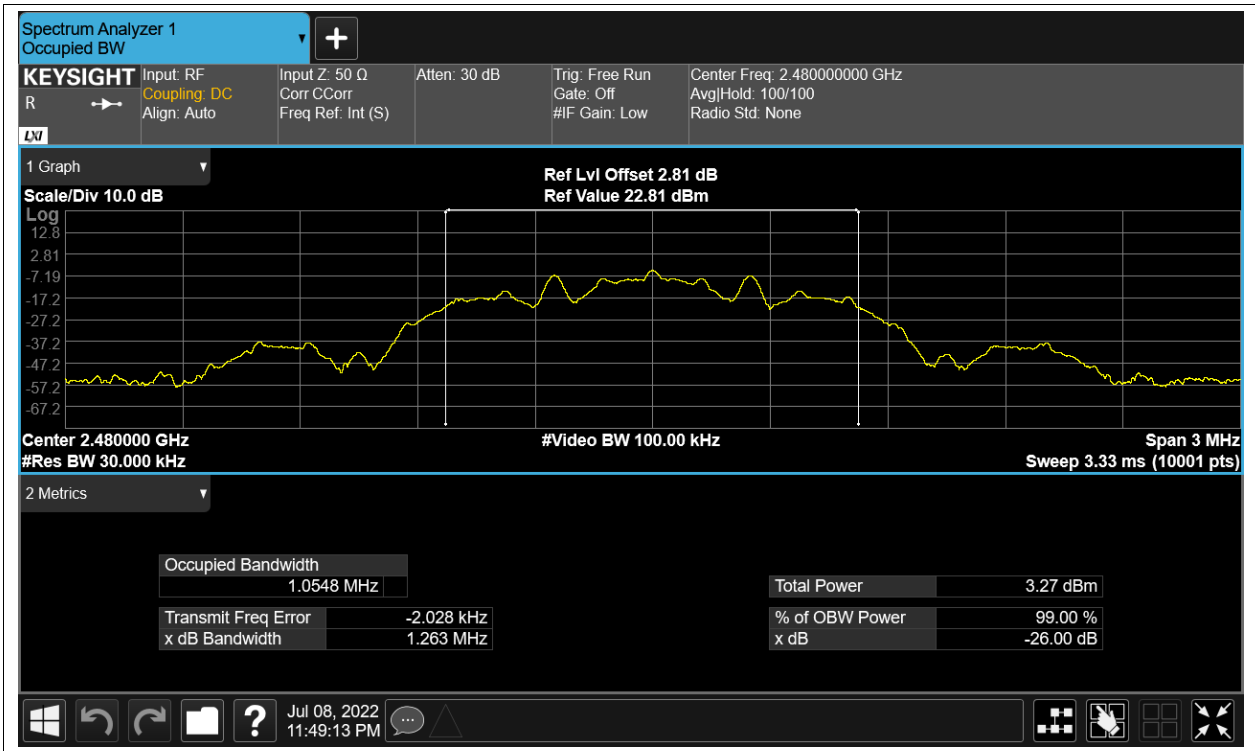 Spectrum Analyzer 1
Occupied BW
KEYSIGHT
R
LXI
Input: RF
Coupling: DC
Align: Auto
Input Z: 50 Ω
Corr CCorr
Freq Ref: Int (S)
Atten: 30 dB
Trig: Free Run
Gate: Off
#IF Gain: Low
Center Freq: 2.480000000 GHz
Avg|Hold: 100/100
Radio Std: None
1 Graph
Scale/Div 10.0 dB
Ref Lvl Offset 2.81 dB
Ref Value 22.81 dBm
Log
12.8
2.81
-7.19
-17.2
-27.2
-37.2
-47.2
-57.2
-67.2
Center 2.480000 GHz
#Res BW 30.000 kHz
#Video BW 100.00 kHz
Span 3 MHz
Sweep 3.33 ms (10001 pts)
2 Metrics
Occupied Bandwidth
1.0548 MHz
Transmit Freq Error -2.028 kHz
x dB Bandwidth 1.263 MHz
Total Power 3.27 dBm
% of OBW Power 99.00 %
x dB -26.00 dB
?
Jul 08, 2022
11:49:13 PM